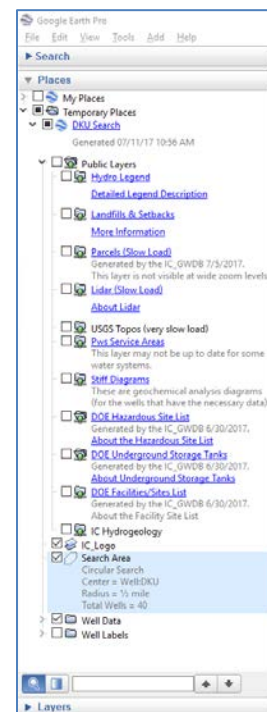 Google Earth Pro
File Edit View Tools Add Help
Search
Places
My Places
Temporary Places
DKU Search
Generated 07/11/17 10:36 AM
Public Layers
Hydro Legend
Detailed Legend Description
Landfills & Setbacks
More Information
Parcels (Slow Load)
Generated by the IC_GWDB 7/5/2017.
This layer is not visible at wide zoom levels
Lidar (Slow Load)
About Lidar
USGS Topos (very slow load)
Pws Service Areas
This layer may not be up to date for some
water systems.
Stiff Diagrams
These are geochemical analysis diagrams
(for the wells that have the necessary data)
DOE Hazardous Site List
Generated by the IC_GWDB 6/30/2017.
About the Hazardous Site List
DOE Underground Storage Tanks
Generated by the IC_GWDB 6/30/2017.
About Underground Storage Tanks
DOE Facilities/Sites List
Generated by the IC_GWDB 6/30/2017.
About the Facility Site List
IC Hydrogeology
IC_Logo
Search Area
Circular Search
Center = Well:DKU
Radius = ½ mile
Total Wells = 40
Well Data
Well Labels
Layers